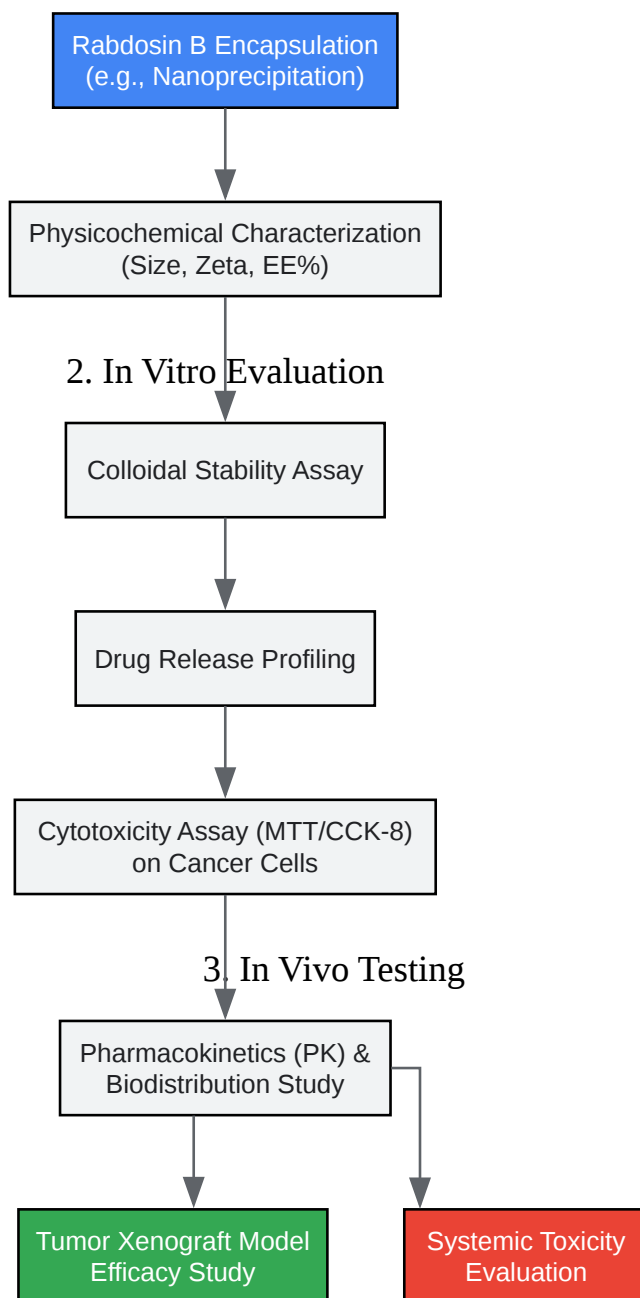 Rabdosin B Encapsulation
(e.g., Nanoprecipitation)
Physicochemical Characterization
(Size, Zeta, EE%)
2. In Vitro Evaluation
Colloidal Stability Assay
Drug Release Profiling
Cytotoxicity Assay (MTT/CCK-8)
on Cancer Cells
3. In Vivo Testing
Pharmacokinetics (PK) &
Biodistribution Study
Tumor Xenograft Model
Efficacy Study
Systemic Toxicity
Evaluation